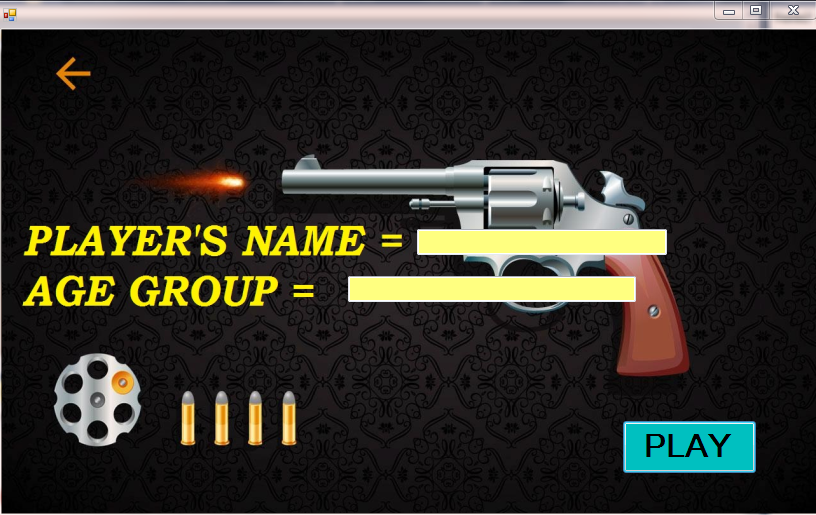 PLAYER'S NAME =
AGE GROUP =
PLAY